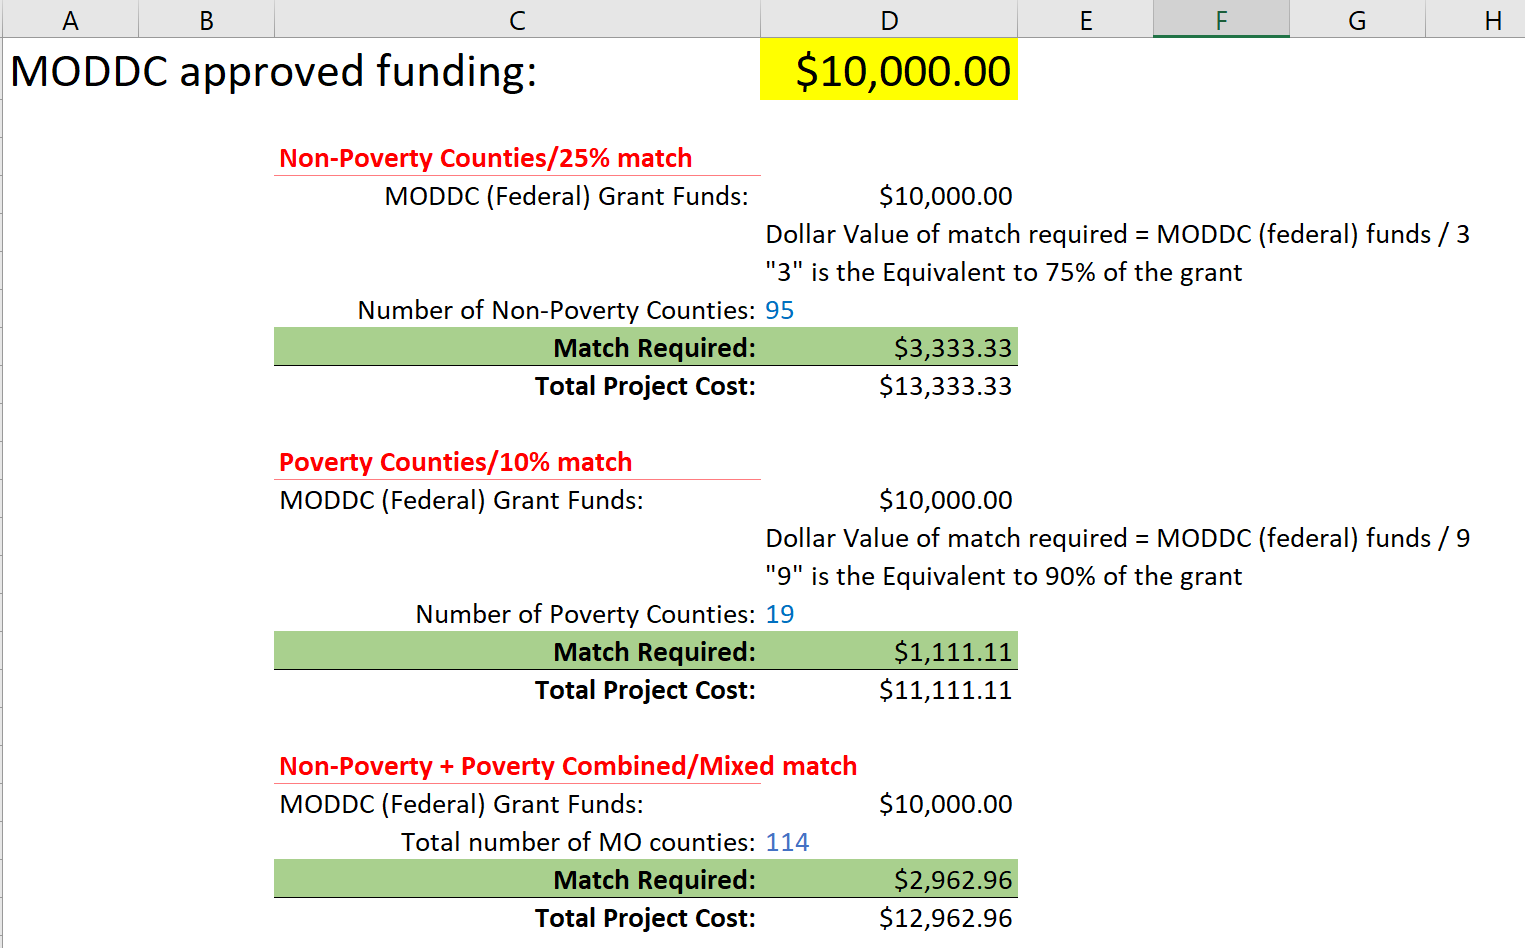 A B C D E F G H
MODDC approved funding: $10,000.00
Non-Poverty Counties/25% match
MODDC (Federal) Grant Funds: $10,000.00
Dollar Value of match required = MODDC (federal) funds / 3
"3" is the Equivalent to 75% of the grant
Number of Non-Poverty Counties: 95
Match Required: $3,333.33
Total Project Cost: $13,333.33
Poverty Counties/10% match
MODDC (Federal) Grant Funds: $10,000.00
Dollar Value of match required = MODDC (federal) funds / 9
"9" is the Equivalent to 90% of the grant
Number of Poverty Counties: 19
Match Required: $1,111.11
Total Project Cost: $11,111.11
Non-Poverty + Poverty Combined/Mixed match
MODDC (Federal) Grant Funds: $10,000.00
Total number of MO counties: 114
Match Required: $2,962.96
Total Project Cost: $12,962.96